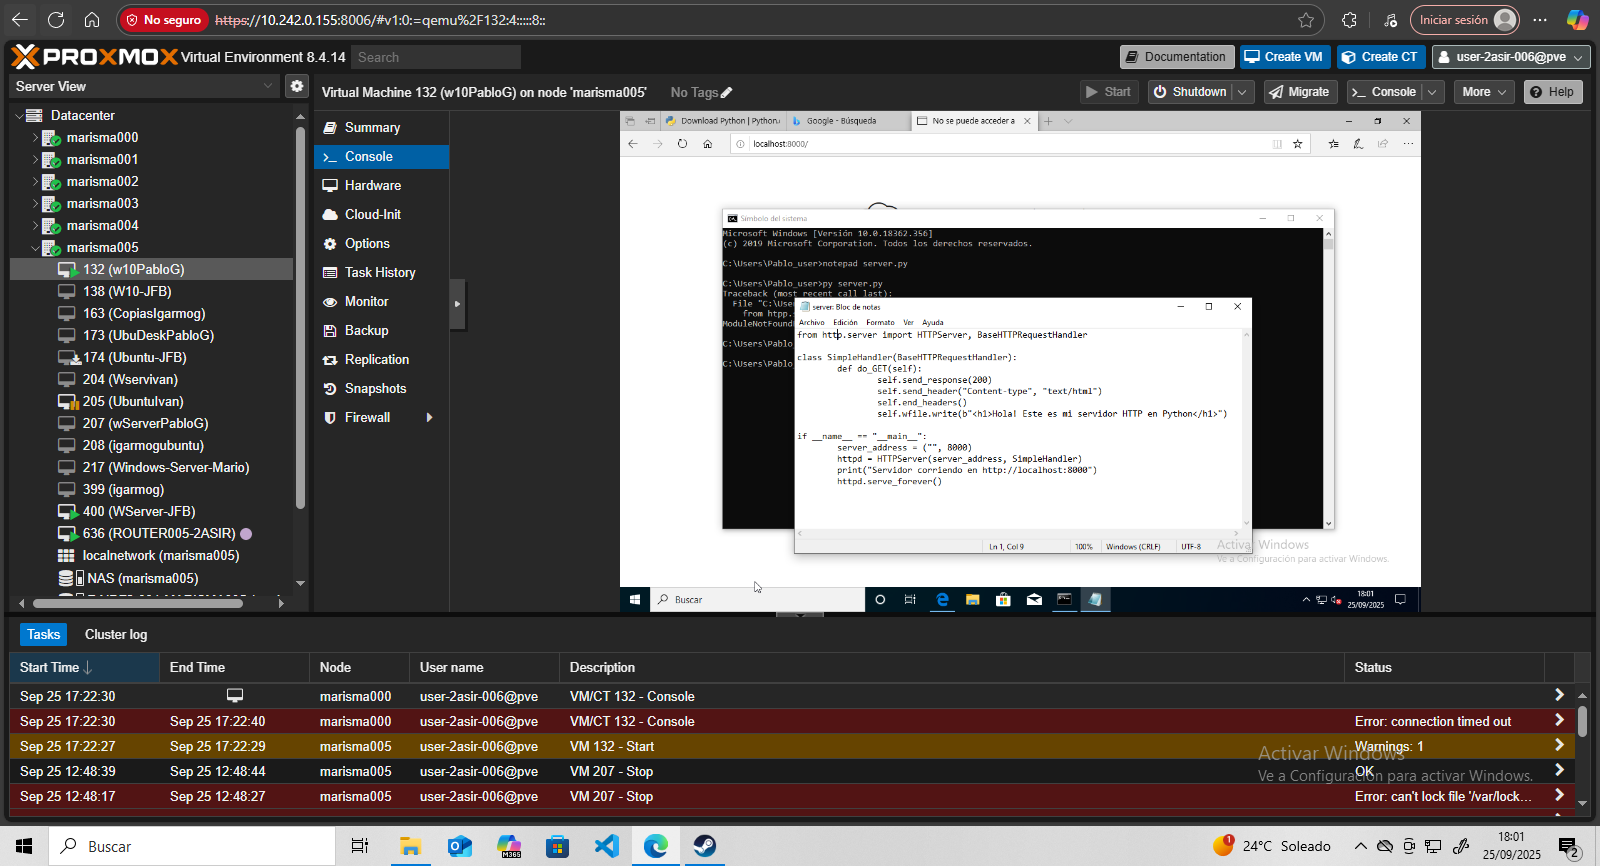 No seguro
https://10.242.0.155:8006/#v1:0:=qemu%2F132:4:::::8::
Iniciar sesión
PROXMOX Virtual Environment 8.4.14
Search
Documentation
Create VM
Create CT
user-2asir-006@pve
Server View
Virtual Machine 132 (w10PabloG) on node 'marisma005'
No Tags
Start
Shutdown
Migrate
Console
More
Help
Datacenter
marisma000
marisma001
marisma002
marisma003
marisma004
marisma005
132 (w10PabloG)
138 (W10-JFB)
163 (CopiasIgarmog)
173 (UbuDeskPabloG)
174 (Ubuntu-JFB)
204 (Wservivan)
205 (UbuntuIvan)
207 (wServerPabloG)
208 (igarmogubuntu)
217 (Windows-Server-Mario)
399 (igarmog)
400 (WServer-JFB)
636 (ROUTER005-2ASIR)
localnetwork (marisma005)
NAS (marisma005)
Summary
Console
Hardware
Cloud-Init
Options
Task History
Monitor
Backup
Replication
Snapshots
Firewall
Download Python | Python.
Google - Búsqueda
No se puede acceder a
localhost:8000/
Símbolo del sistema
Microsoft Windows [Versión 10.0.18362.356]
(c) 2019 Microsoft Corporation. Todos los derechos reservados.
C:\Users\Pablo_user>notepad server.py
C:\Users\Pablo_user>py server.py
Traceback (most recent call last):
File "C:\User
from htpp.s
ModuleNotFound
C:\Users\Pablo
C:\Users\Pablo
server: Bloc de notas
Archivo Edición Formato Ver Ayuda
from http.server import HTTPServer, BaseHTTPRequestHandler
class SimpleHandler(BaseHTTPRequestHandler):
def do_GET(self):
self.send_response(200)
self.send_header("Content-type", "text/html")
self.end_headers()
self.wfile.write(b"<h1>Hola! Este es mi servidor HTTP en Python</h1>")
if __name__ == "__main__":
server_address = ("", 8000)
httpd = HTTPServer(server_address, SimpleHandler)
print("Servidor corriendo en http://localhost:8000")
httpd.serve_forever()
Ln 1, Col 9
100%
Windows (CRLF)
UTF-8
Activar Windows
Ve a Configuración para activar Windows.
Buscar
18:01
25/09/2025
Tasks
Cluster log
Start Time End Time Node User name Description Status
Sep 25 17:22:30 marisma000 user-2asir-006@pve VM/CT 132 - Console
Sep 25 17:22:30 Sep 25 17:22:40 marisma000 user-2asir-006@pve VM/CT 132 - Console Error: connection timed out
Sep 25 17:22:27 Sep 25 17:22:29 marisma005 user-2asir-006@pve VM 132 - Start Warnings: 1
Sep 25 12:48:39 Sep 25 12:48:44 marisma005 user-2asir-006@pve VM 207 - Stop OK
Sep 25 12:48:17 Sep 25 12:48:27 marisma005 user-2asir-006@pve VM 207 - Stop Error: can't lock file '/var/lock...
Activar Windows
Ve a Configuración para activar Windows.
Buscar
M365
1
24°C Soleado
18:01
25/09/2025
2